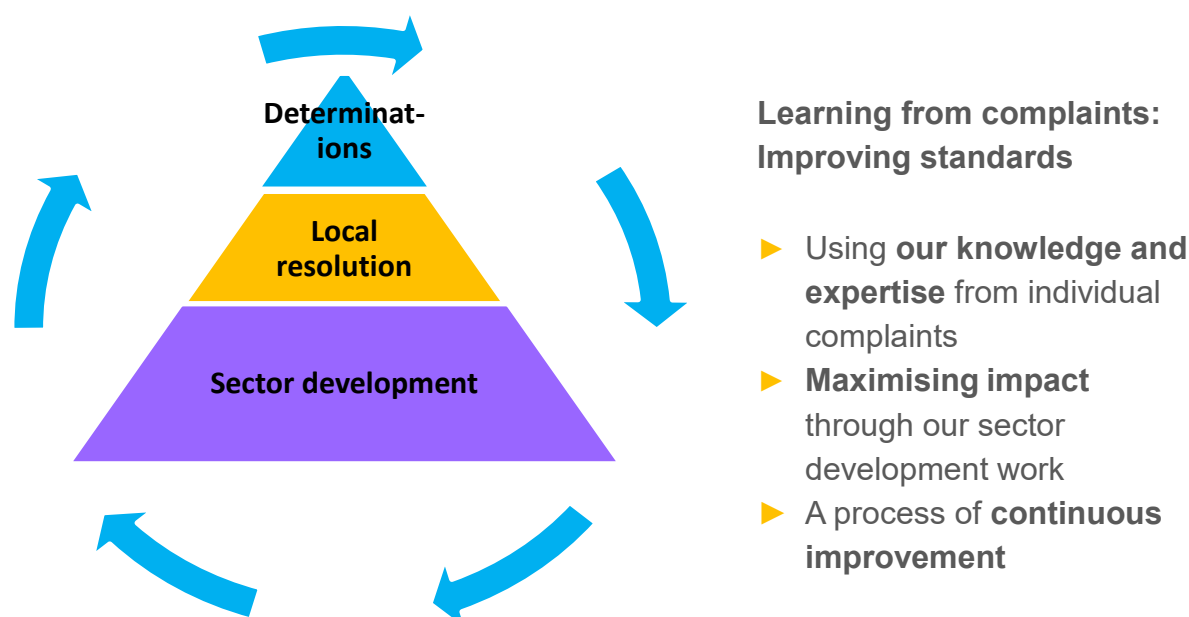 Determinat-
ions
Local
resolution
Sector development
Learning from complaints:
Improving standards
► Using our knowledge and
expertise from individual
complaints
► Maximising impact
through our sector
development work
► A process of continuous
improvement